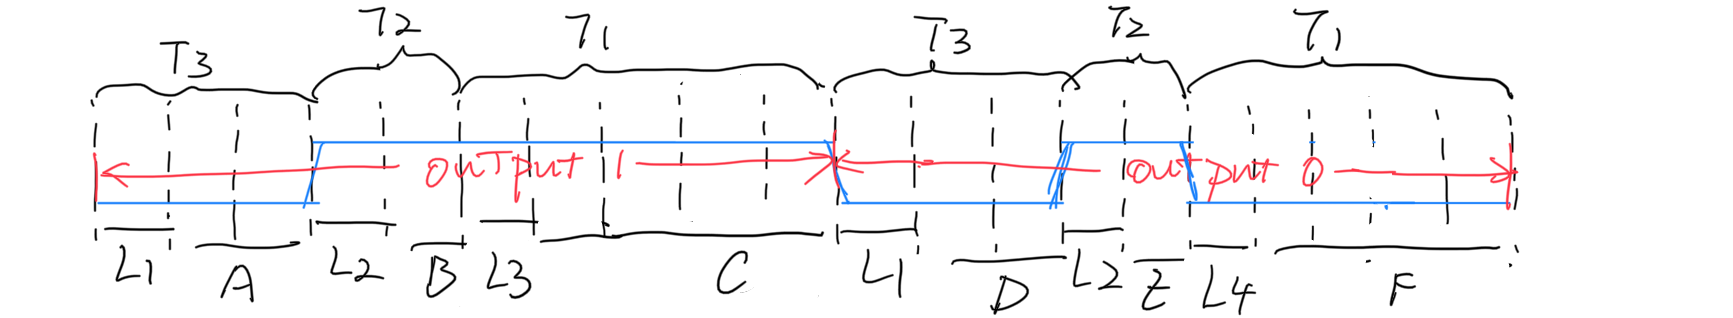 T3 T2 T1 T3 T2 T1
output 1 output 0
L1 A L2 B L3 C L1 D L2 E L4 F